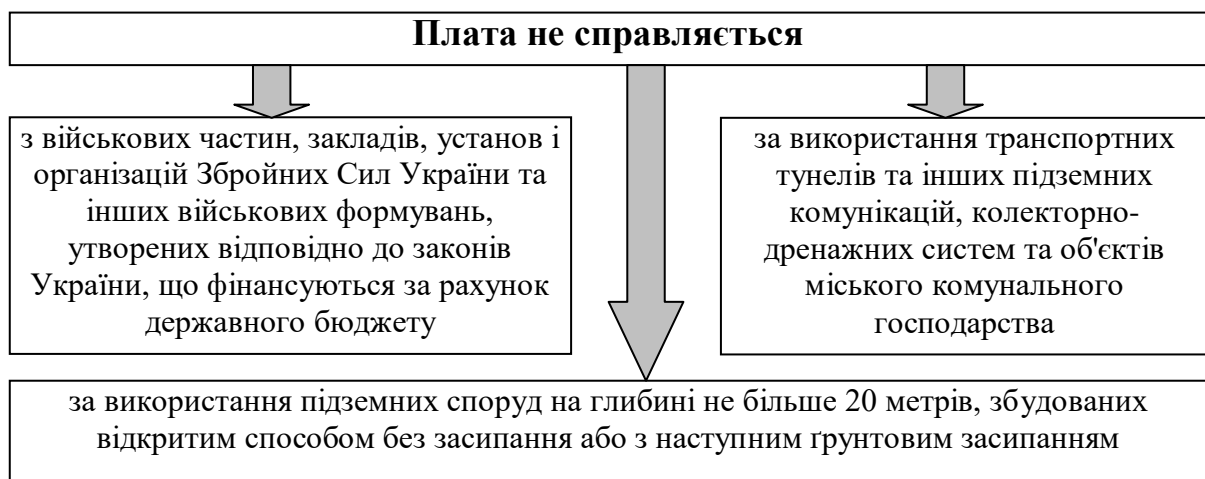 Плата не справляється
з військових частин, закладів, установ і
організацій Збройних Сил України та
інших військових формувань,
утворених відповідно до законів
України, що фінансуються за рахунок
державного бюджету
за використання транспортних
тунелів та інших підземних
комунікацій, колекторно-
дренажних систем та об'єктів
міського комунального
господарства
за використання підземних споруд на глибині не більше 20 метрів, збудованих
відкритим способом без засипання або з наступним ґрунтовим засипанням